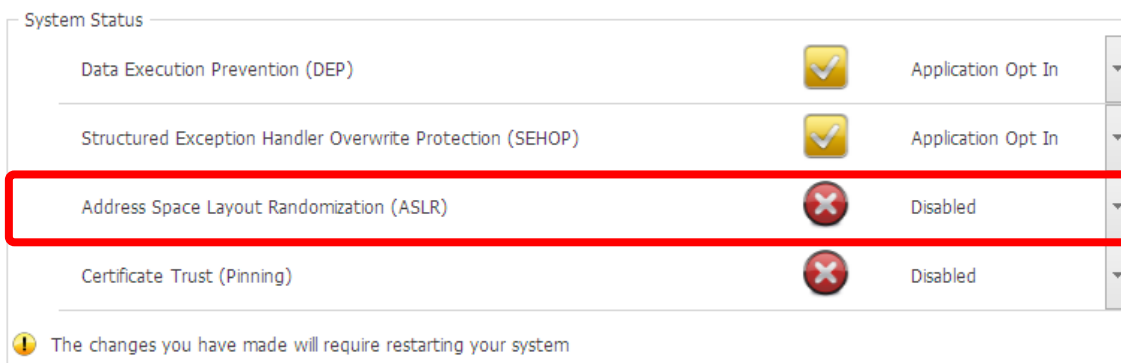 System Status
Data Execution Prevention (DEP) Application Opt In
Structured Exception Handler Overwrite Protection (SEHOP) Application Opt In
Address Space Layout Randomization (ASLR) Disabled
Certificate Trust (Pinning) Disabled
The changes you have made will require restarting your system